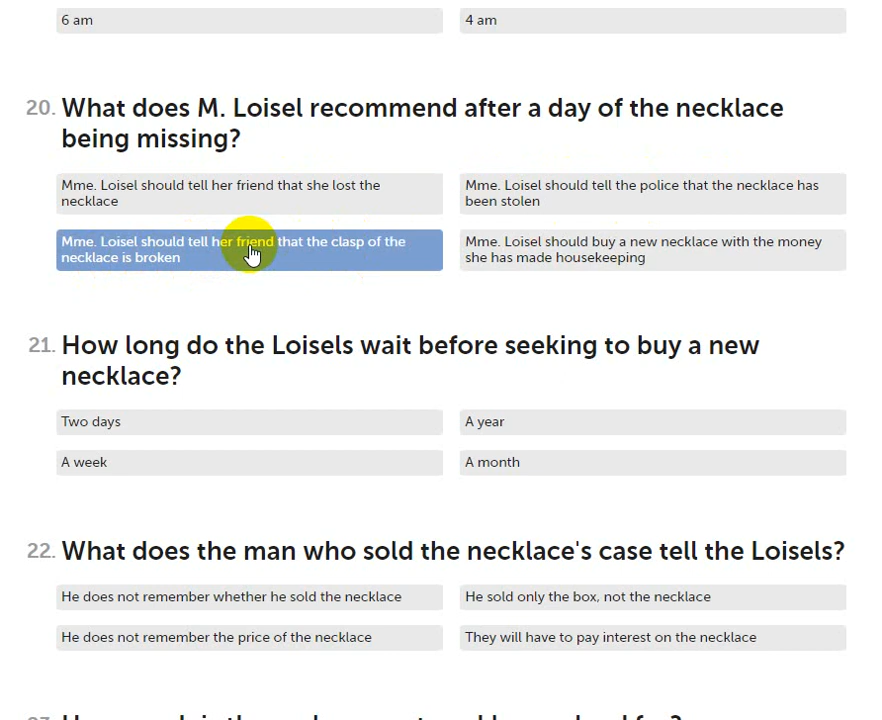 6 am
4 am
20. What does M. Loisel recommend after a day of the necklace
being missing?
Mme. Loisel should tell her friend that she lost the
necklace
Mme. Loisel should tell the police that the necklace has
been stolen
Mme. Loisel should tell her friend that the clasp of the
necklace is broken
Mme. Loisel should buy a new necklace with the money
she has made housekeeping
21. How long do the Loisels wait before seeking to buy a new
necklace?
Two days
A year
A week
A month
22. What does the man who sold the necklace's case tell the Loisels?
He does not remember whether he sold the necklace
He sold only the box, not the necklace
He does not remember the price of the necklace
They will have to pay interest on the necklace